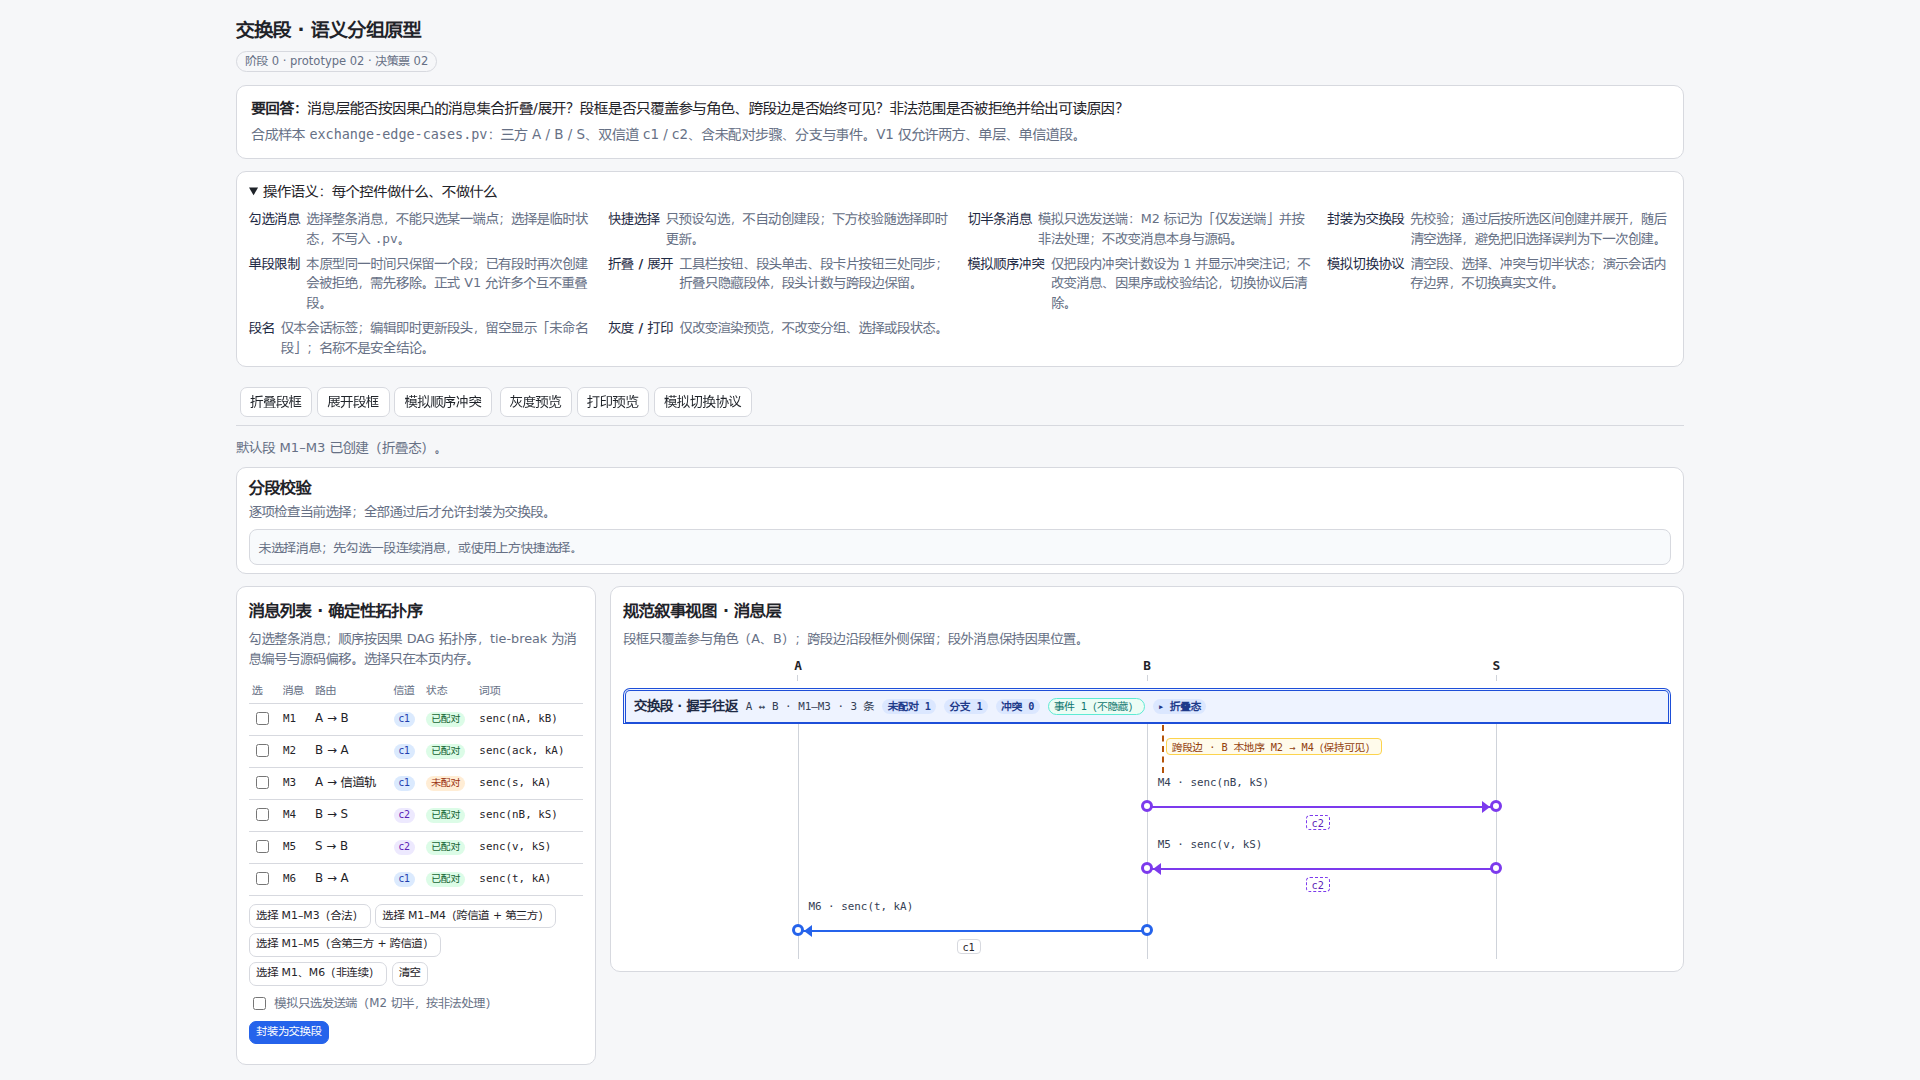 交换段 · 语义分组原型
阶段 0 · prototype 02 · 决策票 02
要回答：消息层能否按因果凸的消息集合折叠/展开？段框是否只覆盖参与角色、跨段边是否始终可见？非法范围是否被拒绝并给出可读原因？
合成样本 exchange-edge-cases.pv：三方 A / B / S、双信道 c1 / c2、含未配对步骤、分支与事件。V1 仅允许两方、单层、单信道段。
▼ 操作语义：每个控件做什么、不做什么
勾选消息 选择整条消息，不能只选某一端点；选择是临时状
态，不写入 .pv。
快捷选择 只预设勾选，不自动创建段；下方校验随选择即时
更新。
切半条消息 模拟只选发送端：M2 标记为「仅发送端」并按
非法处理；不改变消息本身与源码。
封装为交换段 先校验；通过后按所选区间创建并展开，随后
清空选择，避免把旧选择误判为下一次创建。
单段限制 本原型同一时间只保留一个段；已有段时再次创建
会被拒绝，需先移除。正式 V1 允许多个互不重叠
段。
折叠 / 展开 工具栏按钮、段头单击、段卡片按钮三处同步；
折叠只隐藏段体，段头计数与跨段边保留。
模拟顺序冲突 仅把段内冲突计数设为 1 并显示冲突注记；不
改变消息、因果序或校验结论，切换协议后清
除。
模拟切换协议 清空段、选择、冲突与切半状态；演示会话内
存边界，不切换真实文件。
段名 仅本会话标签；编辑即时更新段头，留空显示「未命名
段」；名称不是安全结论。
灰度 / 打印 仅改变渲染预览，不改变分组、选择或段状态。
折叠段框 展开段框 模拟顺序冲突 灰度预览 打印预览 模拟切换协议
默认段 M1–M3 已创建（折叠态）。
分段校验
逐项检查当前选择；全部通过后才允许封装为交换段。
未选择消息；先勾选一段连续消息，或使用上方快捷选择。
消息列表 · 确定性拓扑序
勾选整条消息；顺序按因果 DAG 拓扑序，tie-break 为消
息编号与源码偏移。选择只在本页内存。
选 消息 路由 信道 状态 词项
M1 A → B c1 已配对 senc(nA, kB)
M2 B → A c1 已配对 senc(ack, kA)
M3 A → 信道轨 c1 未配对 senc(s, kA)
M4 B → S c2 已配对 senc(nB, kS)
M5 S → B c2 已配对 senc(v, kS)
M6 B → A c1 已配对 senc(t, kA)
选择 M1–M3（合法） 选择 M1–M4（跨信道 + 第三方）
选择 M1–M5（含第三方 + 跨信道）
选择 M1、M6（非连续） 清空
模拟只选发送端（M2 切半，按非法处理）
封装为交换段
规范叙事视图 · 消息层
段框只覆盖参与角色（A、B）；跨段边沿段框外侧保留；段外消息保持因果位置。
A B S
交换段 · 握手往返 A ↔ B · M1–M3 · 3 条 未配对 1 分支 1 冲突 0 事件 1（不隐藏） ▸ 折叠态
跨段边 · B 本地序 M2 → M4（保持可见）
M4 · senc(nB, kS)
c2
M5 · senc(v, kS)
c2
M6 · senc(t, kA)
c1